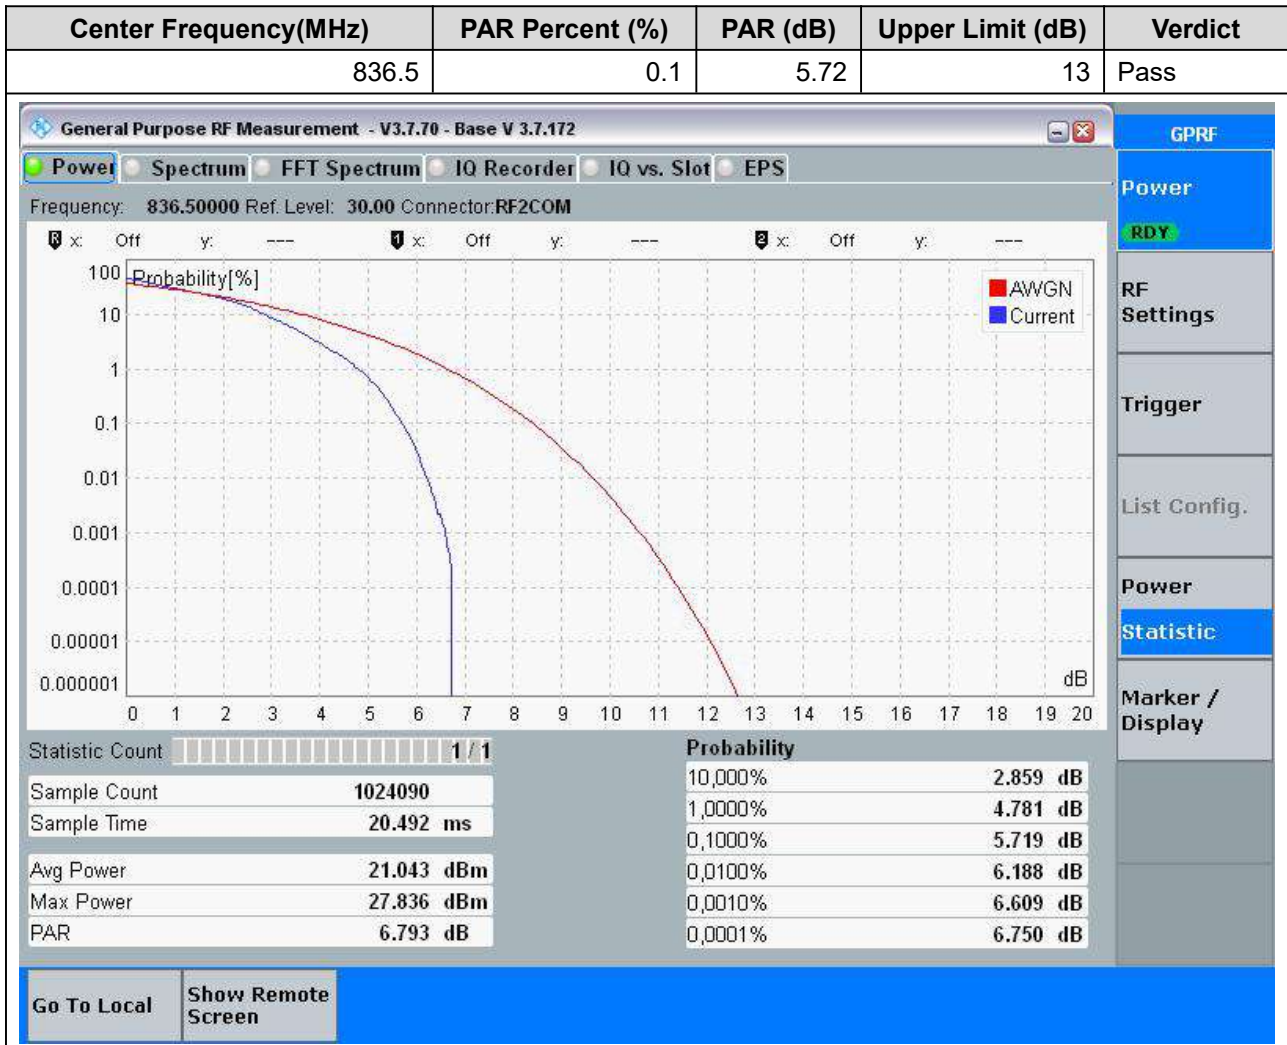 Center Frequency(MHz) PAR Percent (%) PAR (dB) Upper Limit (dB) Verdict
836.5 0.1 5.72 13 Pass
General Purpose RF Measurement - V3.7.70 - Base V 3.7.172
GPRF
Power Spectrum FFT Spectrum IQ Recorder IQ vs. Slot EPS
Power
RDY
Frequency: 836.50000 Ref. Level: 30.00 Connector:RF2COM
R x: Off y: --- 1 x: Off y: --- 2 x: Off y: ---
100 Probability[%]
AWGN
Current
10
1
0.1
0.01
0.001
0.0001
0.00001
0.000001
dB
0 1 2 3 4 5 6 7 8 9 10 11 12 13 14 15 16 17 18 19 20
RF
Settings
Trigger
List Config.
Power
Statistic
Marker /
Display
Statistic Count 1 / 1
Sample Count 1024090
Sample Time 20.492 ms
Avg Power 21.043 dBm
Max Power 27.836 dBm
PAR 6.793 dB
Probability
10,000% 2.859 dB
1,0000% 4.781 dB
0,1000% 5.719 dB
0,0100% 6.188 dB
0,0010% 6.609 dB
0,0001% 6.750 dB
Go To Local
Show Remote
Screen